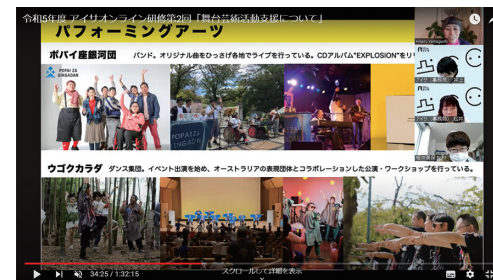 令和5年度 アイサオンライン研修第2回「舞台芸術活動支援について」
パフォーミングアーツ
ポパイ座銀河団 バンド。オリジナル曲をひっさげ各地でライブを行っている。CDアルバム"EXPLOSION"をリ
POPAI ZA
GINGADAN
POPAI ZA
ウゴクカラダ ダンス集団。イベント出演を始め、オーストラリアの表現団体とコラボレーションした公演・ワークショップを行っている。
34:25 / 1:32:15
スクロールして詳細を表示